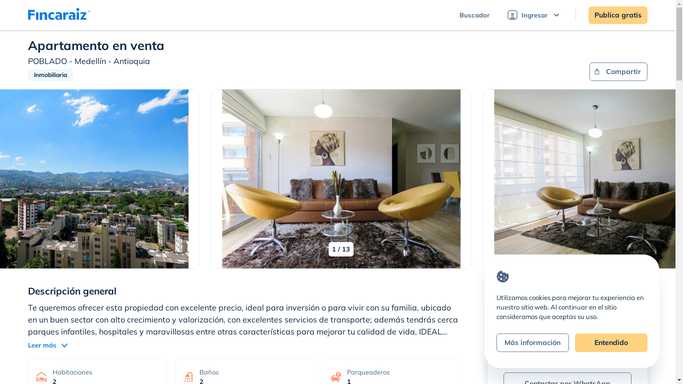 Fincaraiz
Buscador
Ingresar
Publica gratis
Apartamento en venta
POBLADO - Medellín - Antioquia
Inmobiliaria
Compartir
1 / 13
Descripción general
Te queremos ofrecer esta propiedad con excelente precio, ideal para inversión o para vivir con su familia, ubicado
en un buen sector con alto crecimiento y valorización, con excelentes servicios de transporte; además tendrás cerca
parques infantiles, hospitales y maravillosas entre otras características para mejorar tu calidad de vida, IDEAL...
Leer más
Habitaciones
2
Baños
2
Parqueaderos
1
Utilizamos cookies para mejorar tu experiencia en
nuestro sitio web. Al continuar en el sitio
consideramos que aceptas su uso.
Más información
Entendido
Contactar por WhatsApp